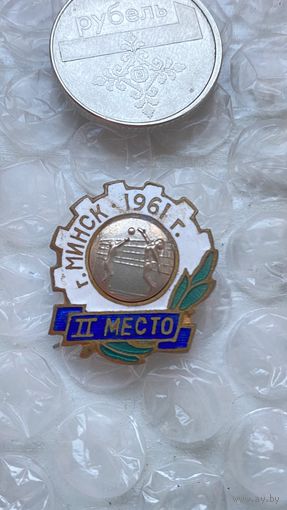 рубель
г. МИНСК 1961 г.
II МЕСТО
www.ay.by